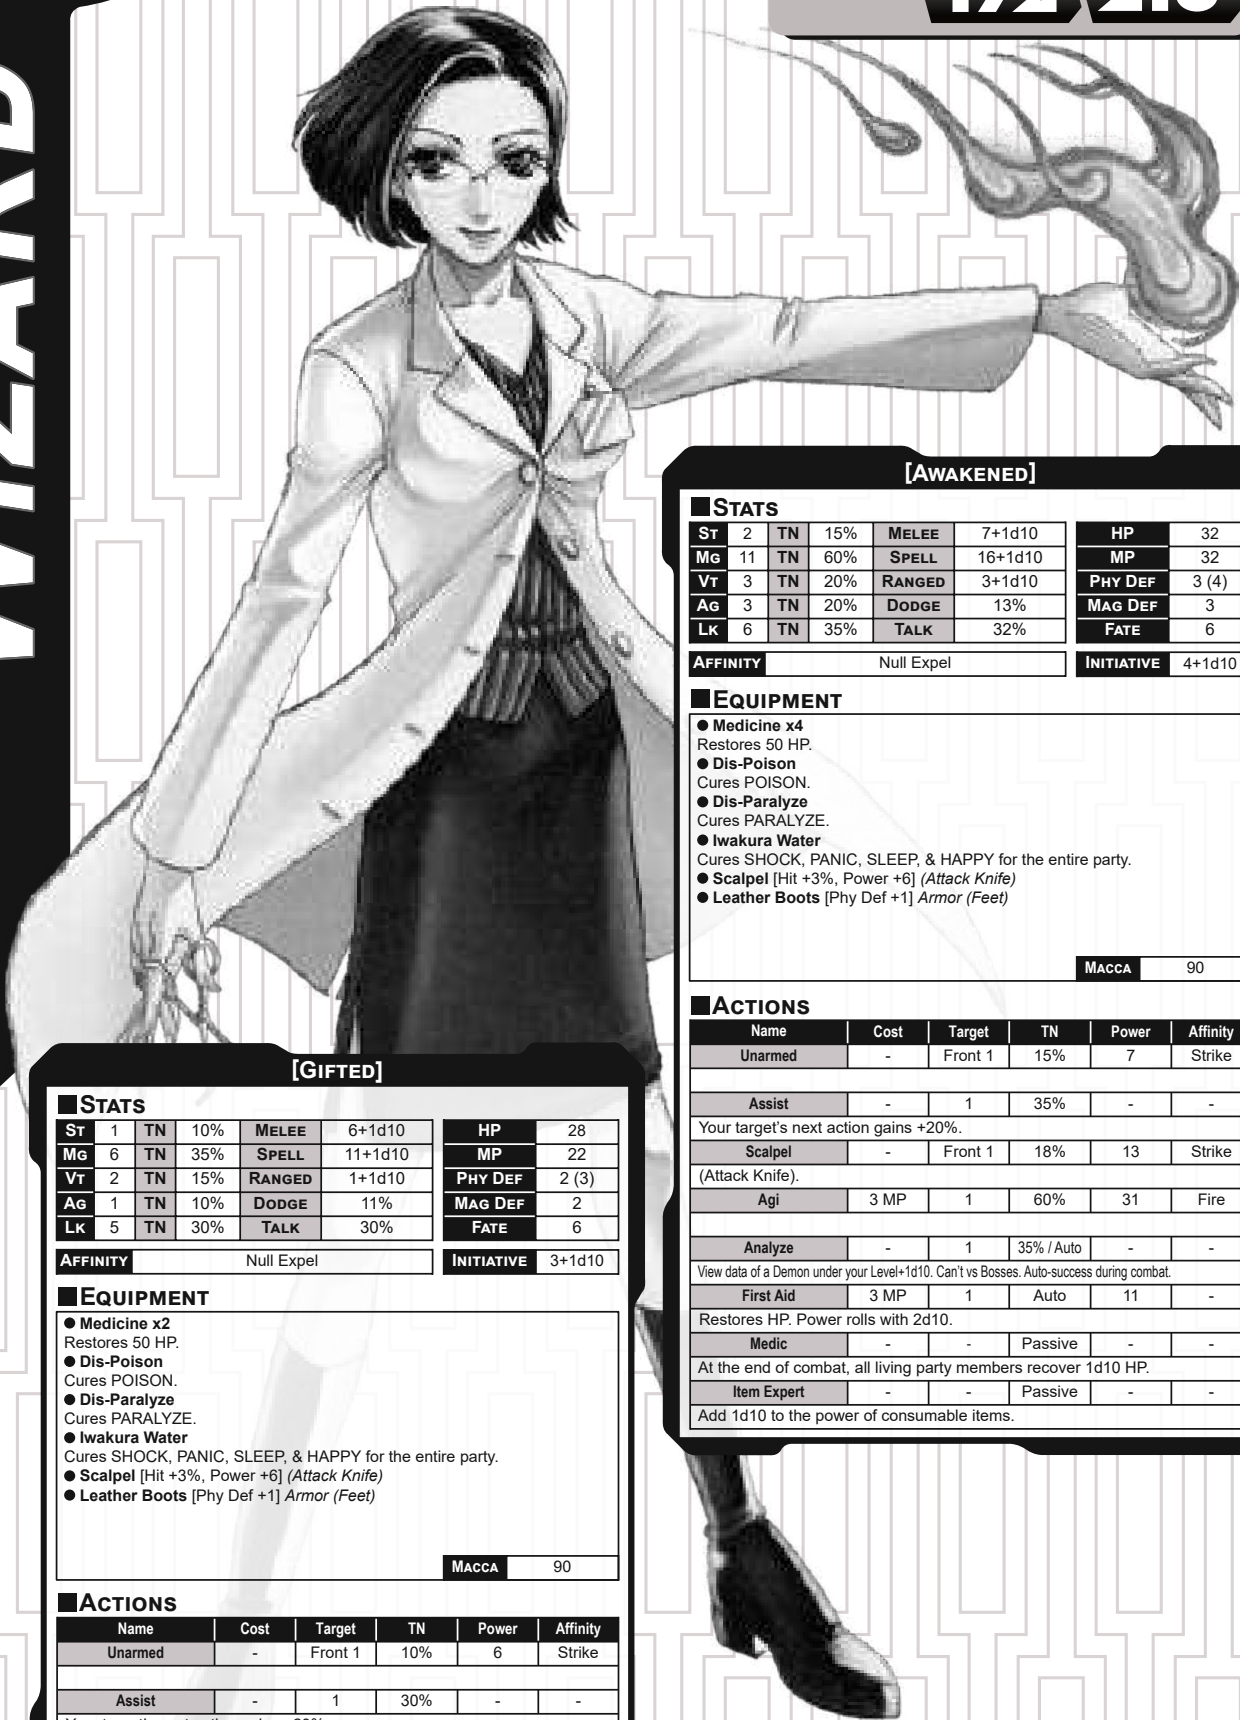 WIZARD
[AWAKENED]
■STATS
ST 2 TN 15% MELEE 7+1d10 HP 32
MG 11 TN 60% SPELL 16+1d10 MP 32
VT 3 TN 20% RANGED 3+1d10 PHY DEF 3 (4)
AG 3 TN 20% DODGE 13% MAG DEF 3
LK 6 TN 35% TALK 32% FATE 6
AFFINITY Null Expel INITIATIVE 4+1d10
■EQUIPMENT
● Medicine x4
Restores 50 HP.
● Dis-Poison
Cures POISON.
● Dis-Paralyze
Cures PARALYZE.
● Iwakura Water
Cures SHOCK, PANIC, SLEEP, & HAPPY for the entire party.
● Scalpel [Hit +3%, Power +6] (Attack Knife)
● Leather Boots [Phy Def +1] Armor (Feet)
MACCA 90
■ACTIONS
Name Cost Target TN Power Affinity
Unarmed - Front 1 15% 7 Strike
Assist - 1 35% - -
Your target's next action gains +20%.
Scalpel - Front 1 18% 13 Strike
(Attack Knife).
Agi 3 MP 1 60% 31 Fire
Analyze - 1 35% / Auto - -
View data of a Demon under your Level+1d10. Can't vs Bosses. Auto-success during combat.
First Aid 3 MP 1 Auto 11 -
Restores HP. Power rolls with 2d10.
Medic - - Passive - -
At the end of combat, all living party members recover 1d10 HP.
Item Expert - - Passive - -
Add 1d10 to the power of consumable items.
[GIFTED]
■STATS
ST 1 TN 10% MELEE 6+1d10 HP 28
MG 6 TN 35% SPELL 11+1d10 MP 22
VT 2 TN 15% RANGED 1+1d10 PHY DEF 2 (3)
AG 1 TN 10% DODGE 11% MAG DEF 2
LK 5 TN 30% TALK 30% FATE 6
AFFINITY Null Expel INITIATIVE 3+1d10
■EQUIPMENT
● Medicine x2
Restores 50 HP.
● Dis-Poison
Cures POISON.
● Dis-Paralyze
Cures PARALYZE.
● Iwakura Water
Cures SHOCK, PANIC, SLEEP, & HAPPY for the entire party.
● Scalpel [Hit +3%, Power +6] (Attack Knife)
● Leather Boots [Phy Def +1] Armor (Feet)
MACCA 90
■ACTIONS
Name Cost Target TN Power Affinity
Unarmed - Front 1 10% 6 Strike
Assist - 1 30% - -